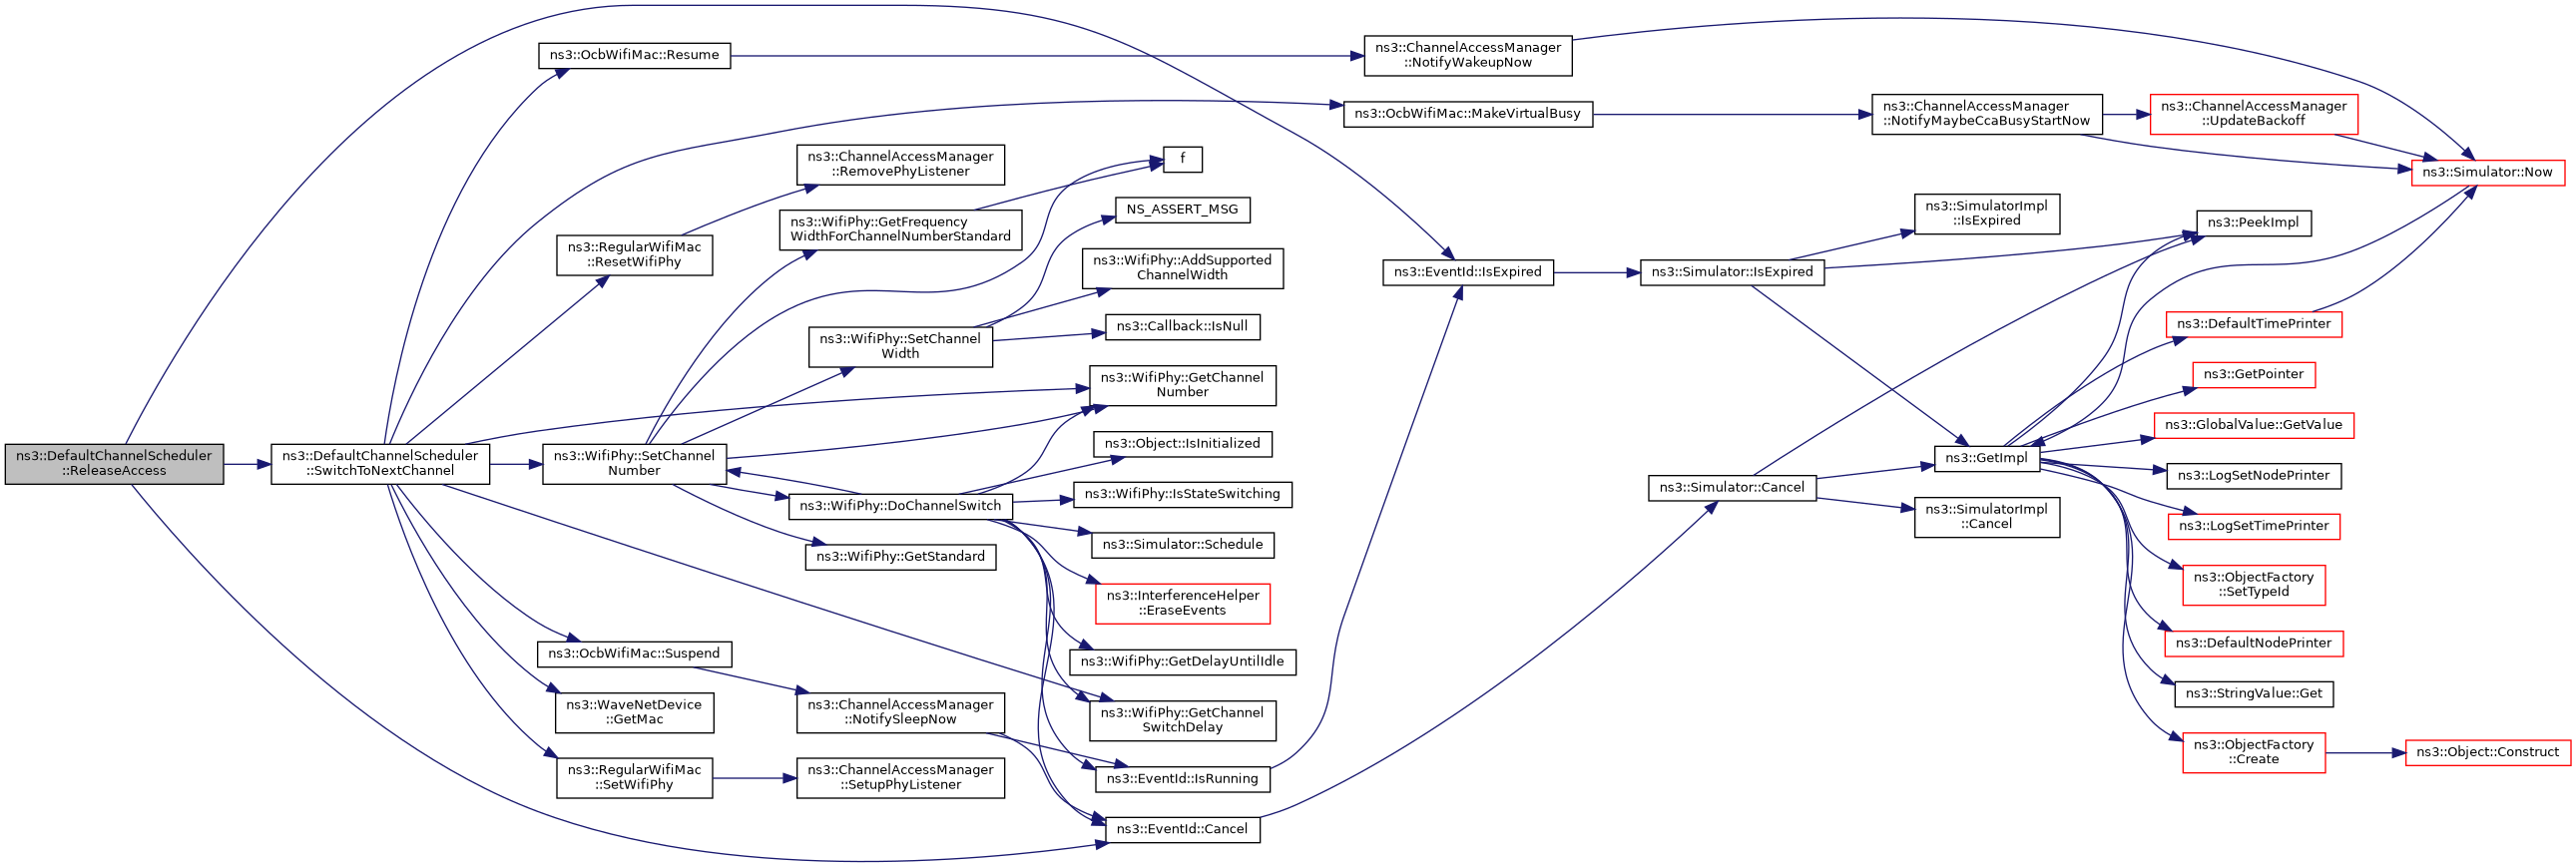 ns3::DefaultChannelScheduler
::ReleaseAccess
ns3::DefaultChannelScheduler
::SwitchToNextChannel
ns3::OcbWifiMac::Resume
ns3::RegularWifiMac
::ResetWifiPhy
ns3::WifiPhy::SetChannel
Number
ns3::OcbWifiMac::Suspend
ns3::WaveNetDevice
::GetMac
ns3::RegularWifiMac
::SetWifiPhy
ns3::ChannelAccessManager
::RemovePhyListener
ns3::WifiPhy::GetFrequency
WidthForChannelNumberStandard
ns3::WifiPhy::SetChannel
Width
ns3::WifiPhy::DoChannelSwitch
ns3::WifiPhy::GetStandard
ns3::ChannelAccessManager
::NotifySleepNow
ns3::ChannelAccessManager
::SetupPhyListener
f
NS_ASSERT_MSG
ns3::WifiPhy::AddSupported
ChannelWidth
ns3::Callback::IsNull
ns3::WifiPhy::GetChannel
Number
ns3::Object::IsInitialized
ns3::WifiPhy::IsStateSwitching
ns3::Simulator::Schedule
ns3::InterferenceHelper
::EraseEvents
ns3::WifiPhy::GetDelayUntilIdle
ns3::WifiPhy::GetChannel
SwitchDelay
ns3::EventId::IsRunning
ns3::EventId::Cancel
ns3::ChannelAccessManager
::NotifyWakeupNow
ns3::OcbWifiMac::MakeVirtualBusy
ns3::EventId::IsExpired
ns3::Simulator::IsExpired
ns3::Simulator::Cancel
ns3::ChannelAccessManager
::NotifyMaybeCcaBusyStartNow
ns3::SimulatorImpl
::IsExpired
ns3::GetImpl
ns3::SimulatorImpl
::Cancel
ns3::ChannelAccessManager
::UpdateBackoff
ns3::Simulator::Now
ns3::PeekImpl
ns3::DefaultTimePrinter
ns3::GetPointer
ns3::GlobalValue::GetValue
ns3::LogSetNodePrinter
ns3::LogSetTimePrinter
ns3::ObjectFactory
::SetTypeId
ns3::DefaultNodePrinter
ns3::StringValue::Get
ns3::ObjectFactory
::Create
ns3::Object::Construct